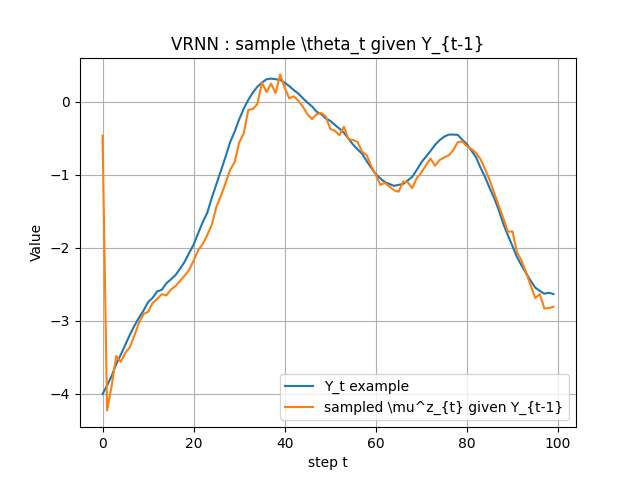 VRNN : sample \theta_t given Y_{t-1}
Value
0
−1
−2
−3
−4
0
20
40
60
80
100
step t
Y_t example
sampled \mu^z_{t} given Y_{t-1}